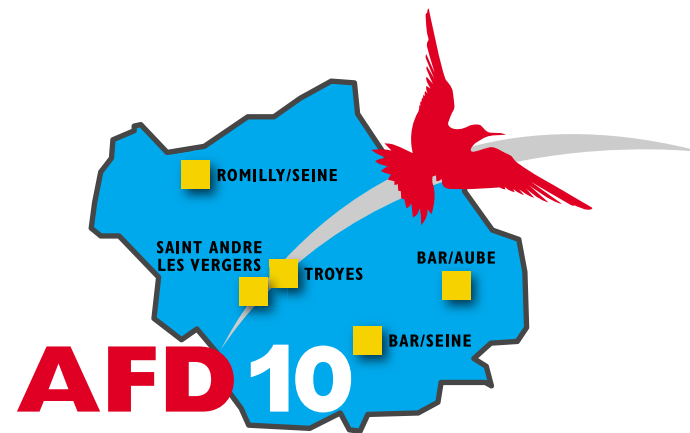 ROMILLY/SEINE
SAINT ANDRE
LES VERGERS
TROYES
BAR/AUBE
BAR/SEINE
AFD 10